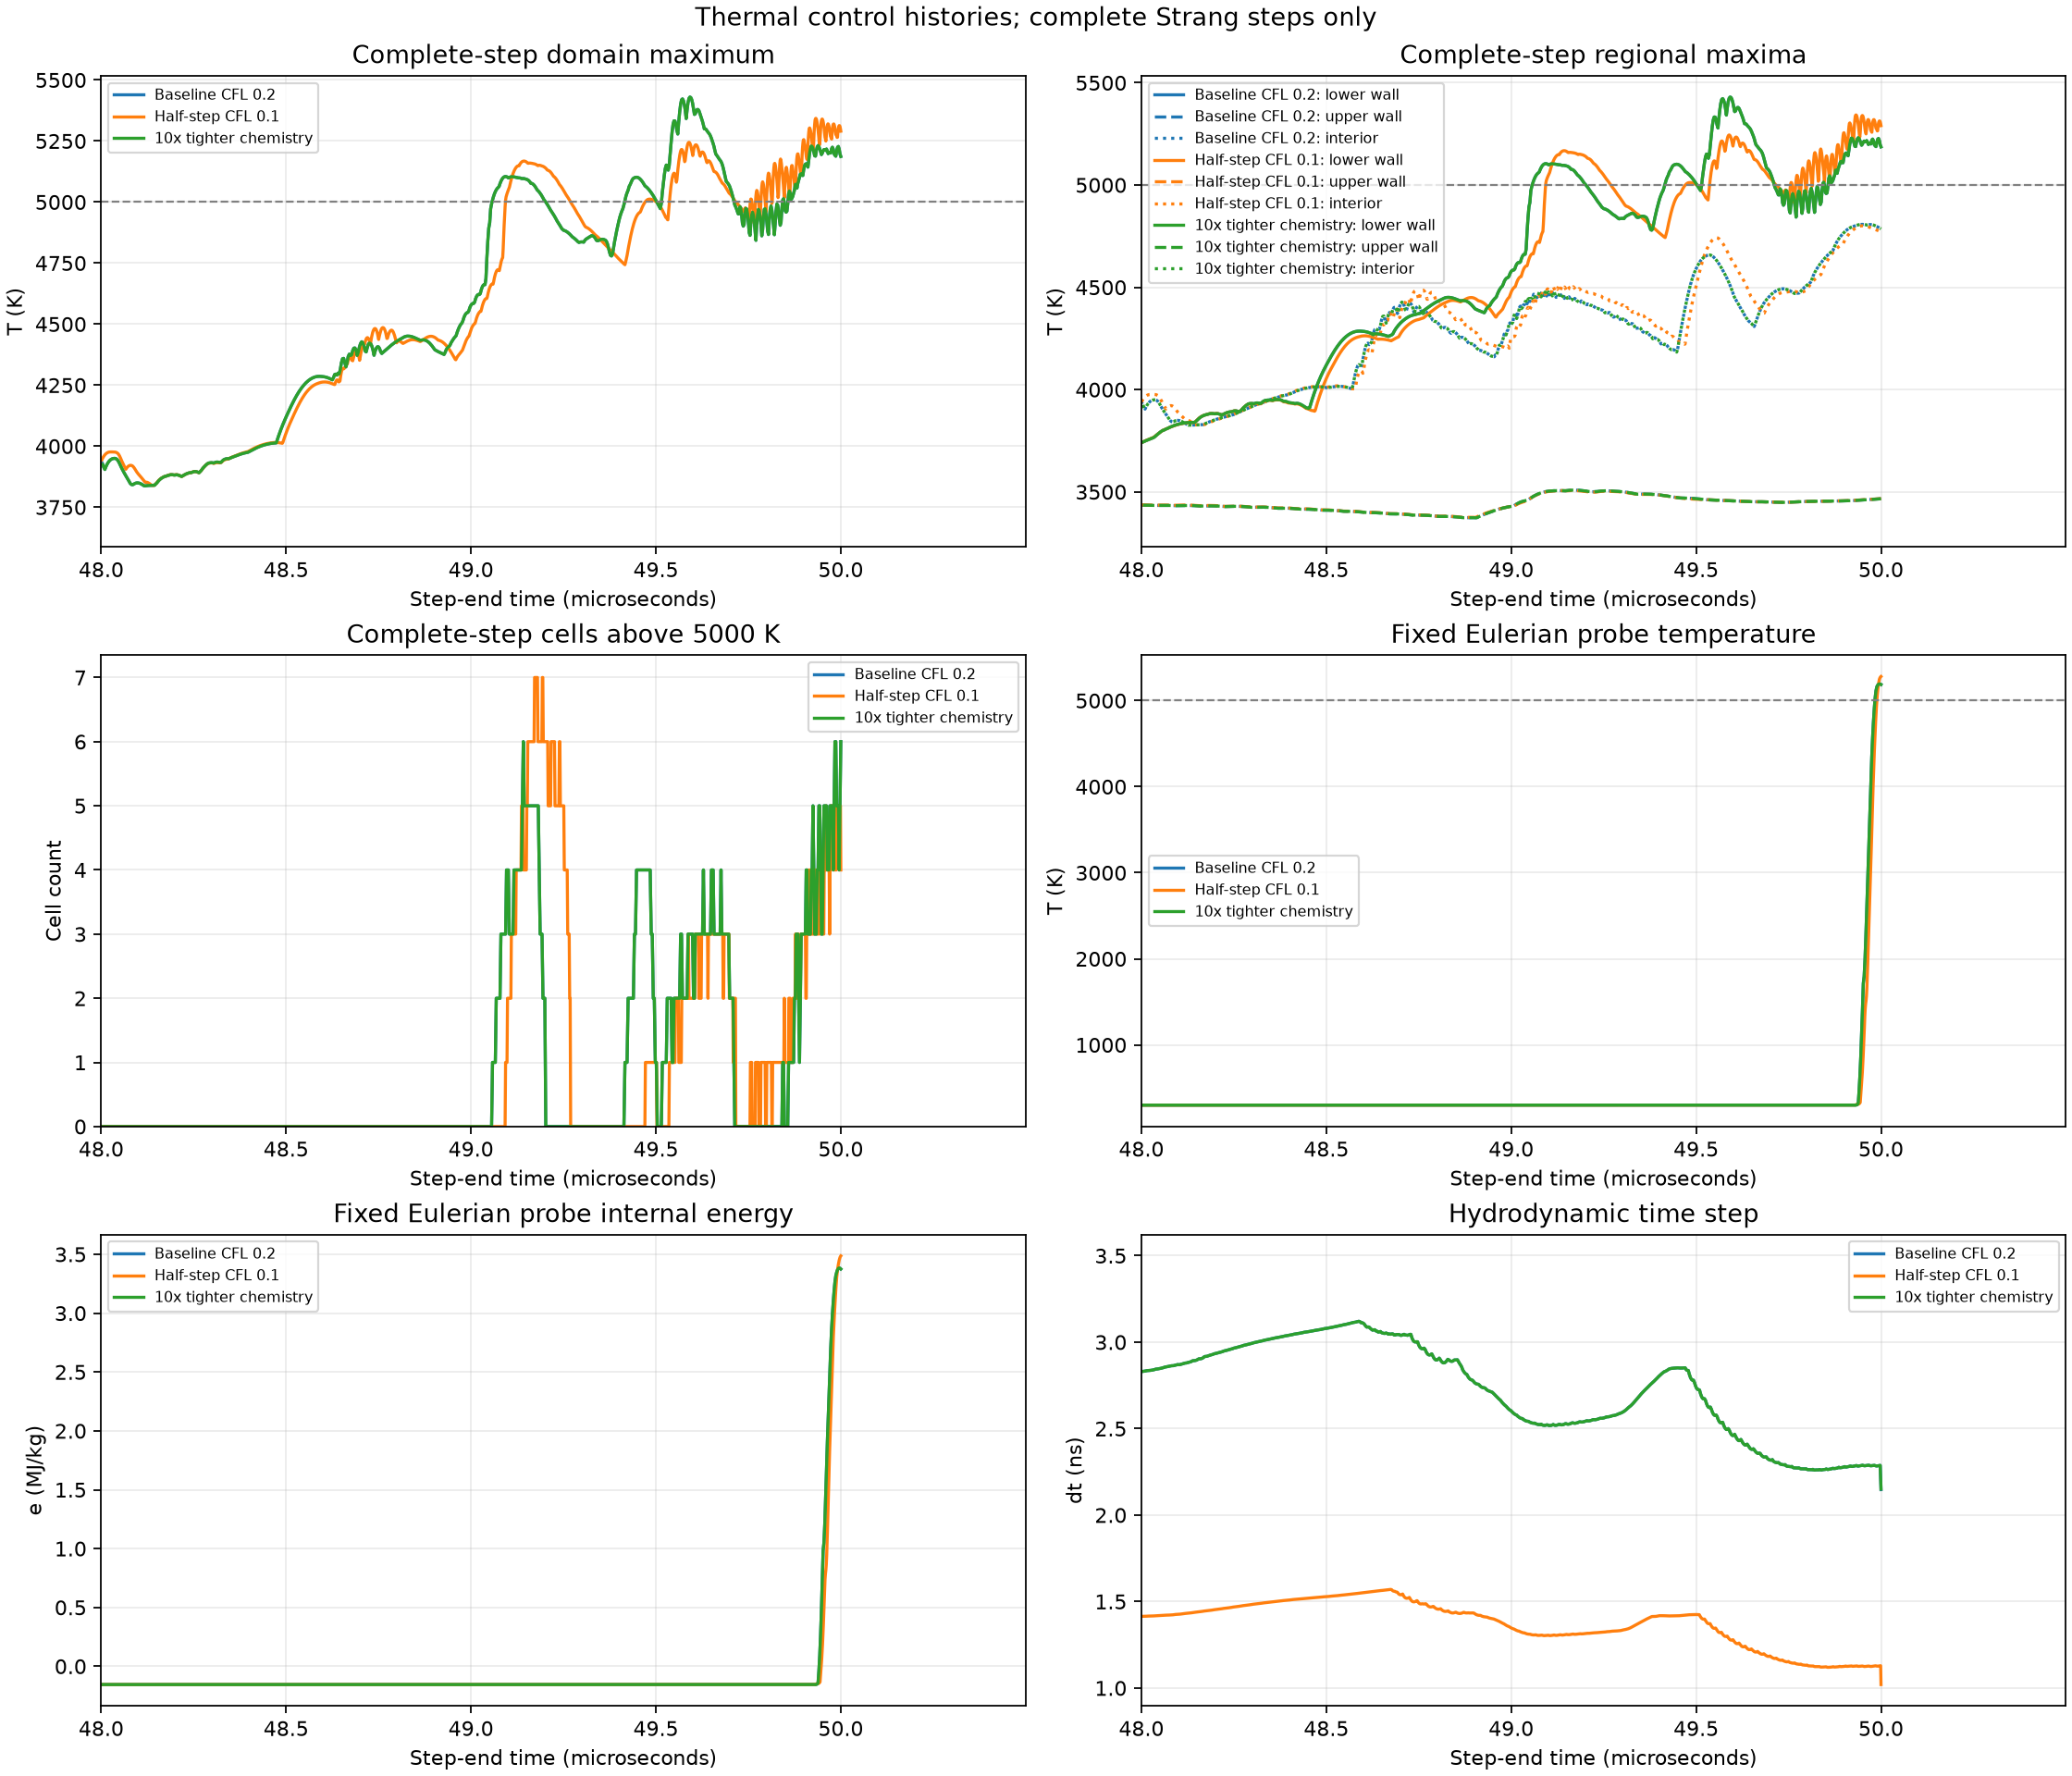 Thermal control histories; complete Strang steps only
Complete-step domain maximum
5500
5250
5000
4750
4500
4250
4000
3750
T (K)
Baseline CFL 0.2
Half-step CFL 0.1
10x tighter chemistry
48.0 48.5 49.0 49.5 50.0
Step-end time (microseconds)
Complete-step regional maxima
5500
5000
4500
4000
3500
T (K)
Baseline CFL 0.2: lower wall
Baseline CFL 0.2: upper wall
Baseline CFL 0.2: interior
Half-step CFL 0.1: lower wall
Half-step CFL 0.1: upper wall
Half-step CFL 0.1: interior
10x tighter chemistry: lower wall
10x tighter chemistry: upper wall
10x tighter chemistry: interior
48.0 48.5 49.0 49.5 50.0
Step-end time (microseconds)
Complete-step cells above 5000 K
7
6
5
4
3
2
1
0
Cell count
Baseline CFL 0.2
Half-step CFL 0.1
10x tighter chemistry
48.0 48.5 49.0 49.5 50.0
Step-end time (microseconds)
Fixed Eulerian probe temperature
5000
4000
3000
2000
1000
T (K)
Baseline CFL 0.2
Half-step CFL 0.1
10x tighter chemistry
48.0 48.5 49.0 49.5 50.0
Step-end time (microseconds)
Fixed Eulerian probe internal energy
3.5
3.0
2.5
2.0
1.5
1.0
0.5
0.0
e (MJ/kg)
Baseline CFL 0.2
Half-step CFL 0.1
10x tighter chemistry
48.0 48.5 49.0 49.5 50.0
Step-end time (microseconds)
Hydrodynamic time step
3.5
3.0
2.5
2.0
1.5
1.0
dt (ns)
Baseline CFL 0.2
Half-step CFL 0.1
10x tighter chemistry
48.0 48.5 49.0 49.5 50.0
Step-end time (microseconds)